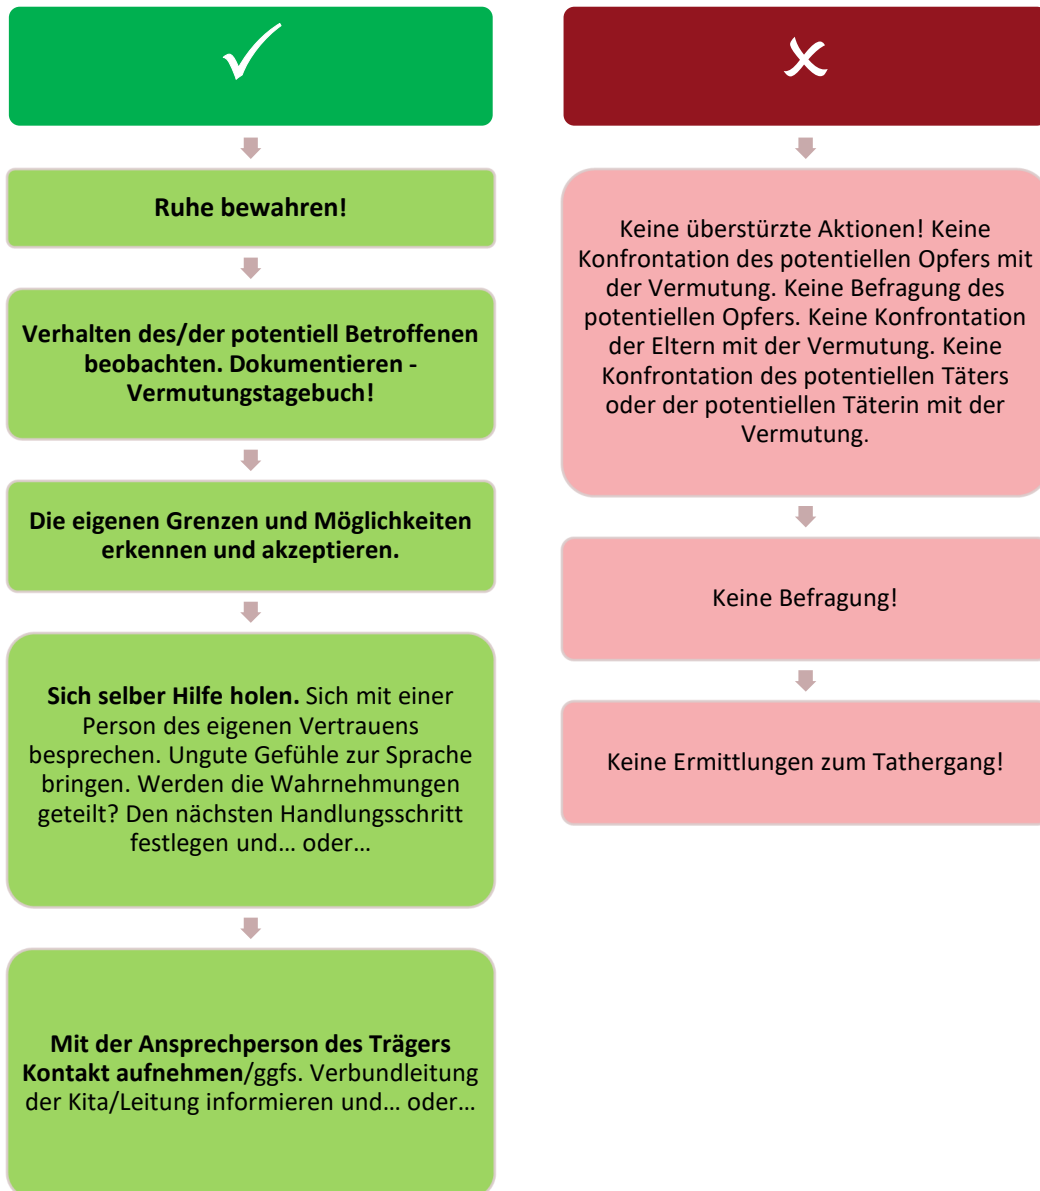 Ruhe bewahren!
Verhalten des/der potentiell Betroffenen
beobachten. Dokumentieren -
Vermutungstagebuch!
Die eigenen Grenzen und Möglichkeiten
erkennen und akzeptieren.
Sich selber Hilfe holen. Sich mit einer
Person des eigenen Vertrauens
besprechen. Ungute Gefühle zur Sprache
bringen. Werden die Wahrnehmungen
geteilt? Den nächsten Handlungsschritt
festlegen und… oder…
Mit der Ansprechperson des Trägers
Kontakt aufnehmen/ggfs. Verbundleitung
der Kita/Leitung informieren und… oder…
Keine überstürzte Aktionen! Keine
Konfrontation des potentiellen Opfers mit
der Vermutung. Keine Befragung des
potentiellen Opfers. Keine Konfrontation
der Eltern mit der Vermutung. Keine
Konfrontation des potentiellen Täters
oder der potentiellen Täterin mit der
Vermutung.
Keine Befragung!
Keine Ermittlungen zum Tathergang!